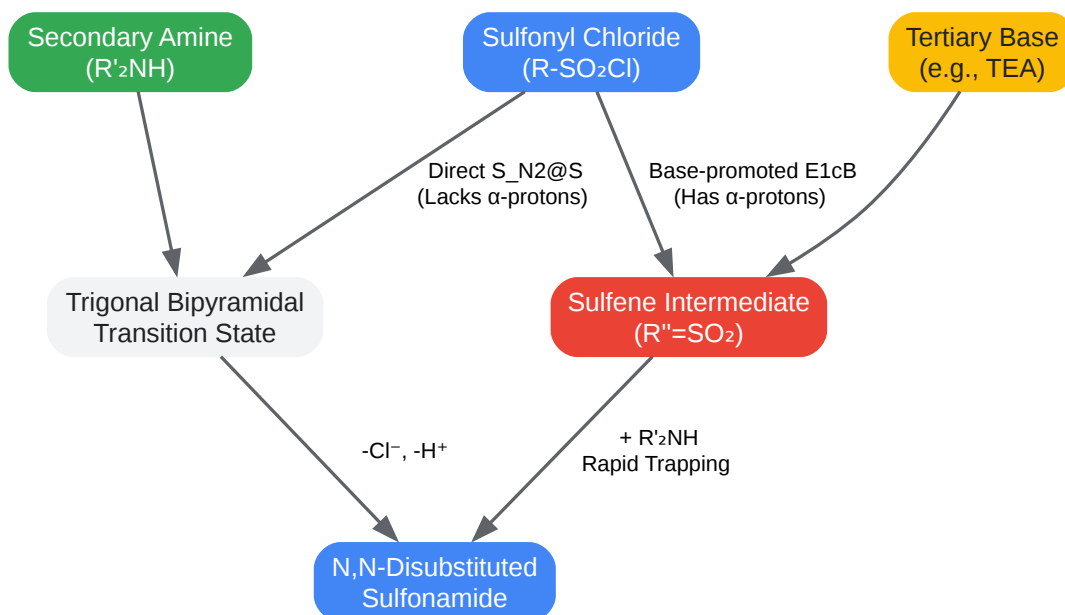 Secondary Amine
(R'₂NH)
Sulfonyl Chloride
(R-SO₂Cl)
Tertiary Base
(e.g., TEA)
Direct S_N2@S
(Lacks α-protons)
Base-promoted E1cB
(Has α-protons)
Trigonal Bipyramidal
Transition State
Sulfene Intermediate
(R"=SO₂)
-Cl⁻, -H⁺
+ R'₂NH
Rapid Trapping
N,N-Disubstituted
Sulfonamide